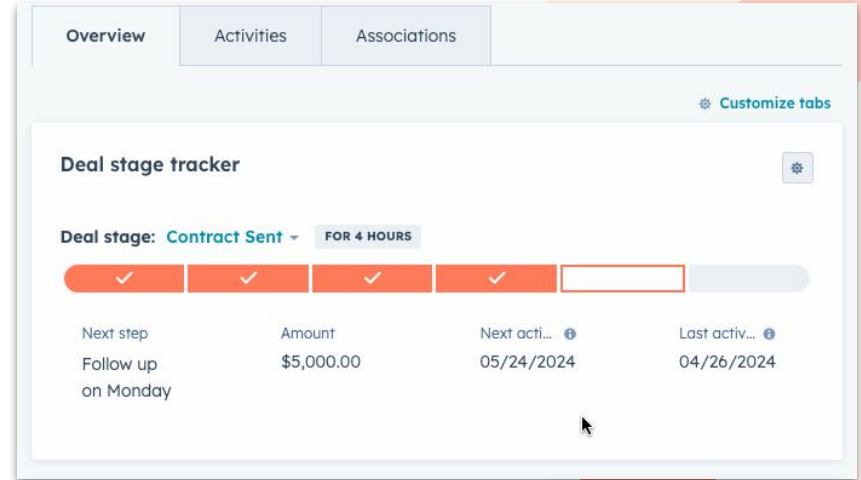 Overview
Activities
Associations
Customize tabs
Deal stage tracker
Deal stage: Contract Sent
FOR 4 HOURS
Next step
Amount
Next acti...
Last activ...
Follow up
on Monday
$5,000.00
05/24/2024
04/26/2024